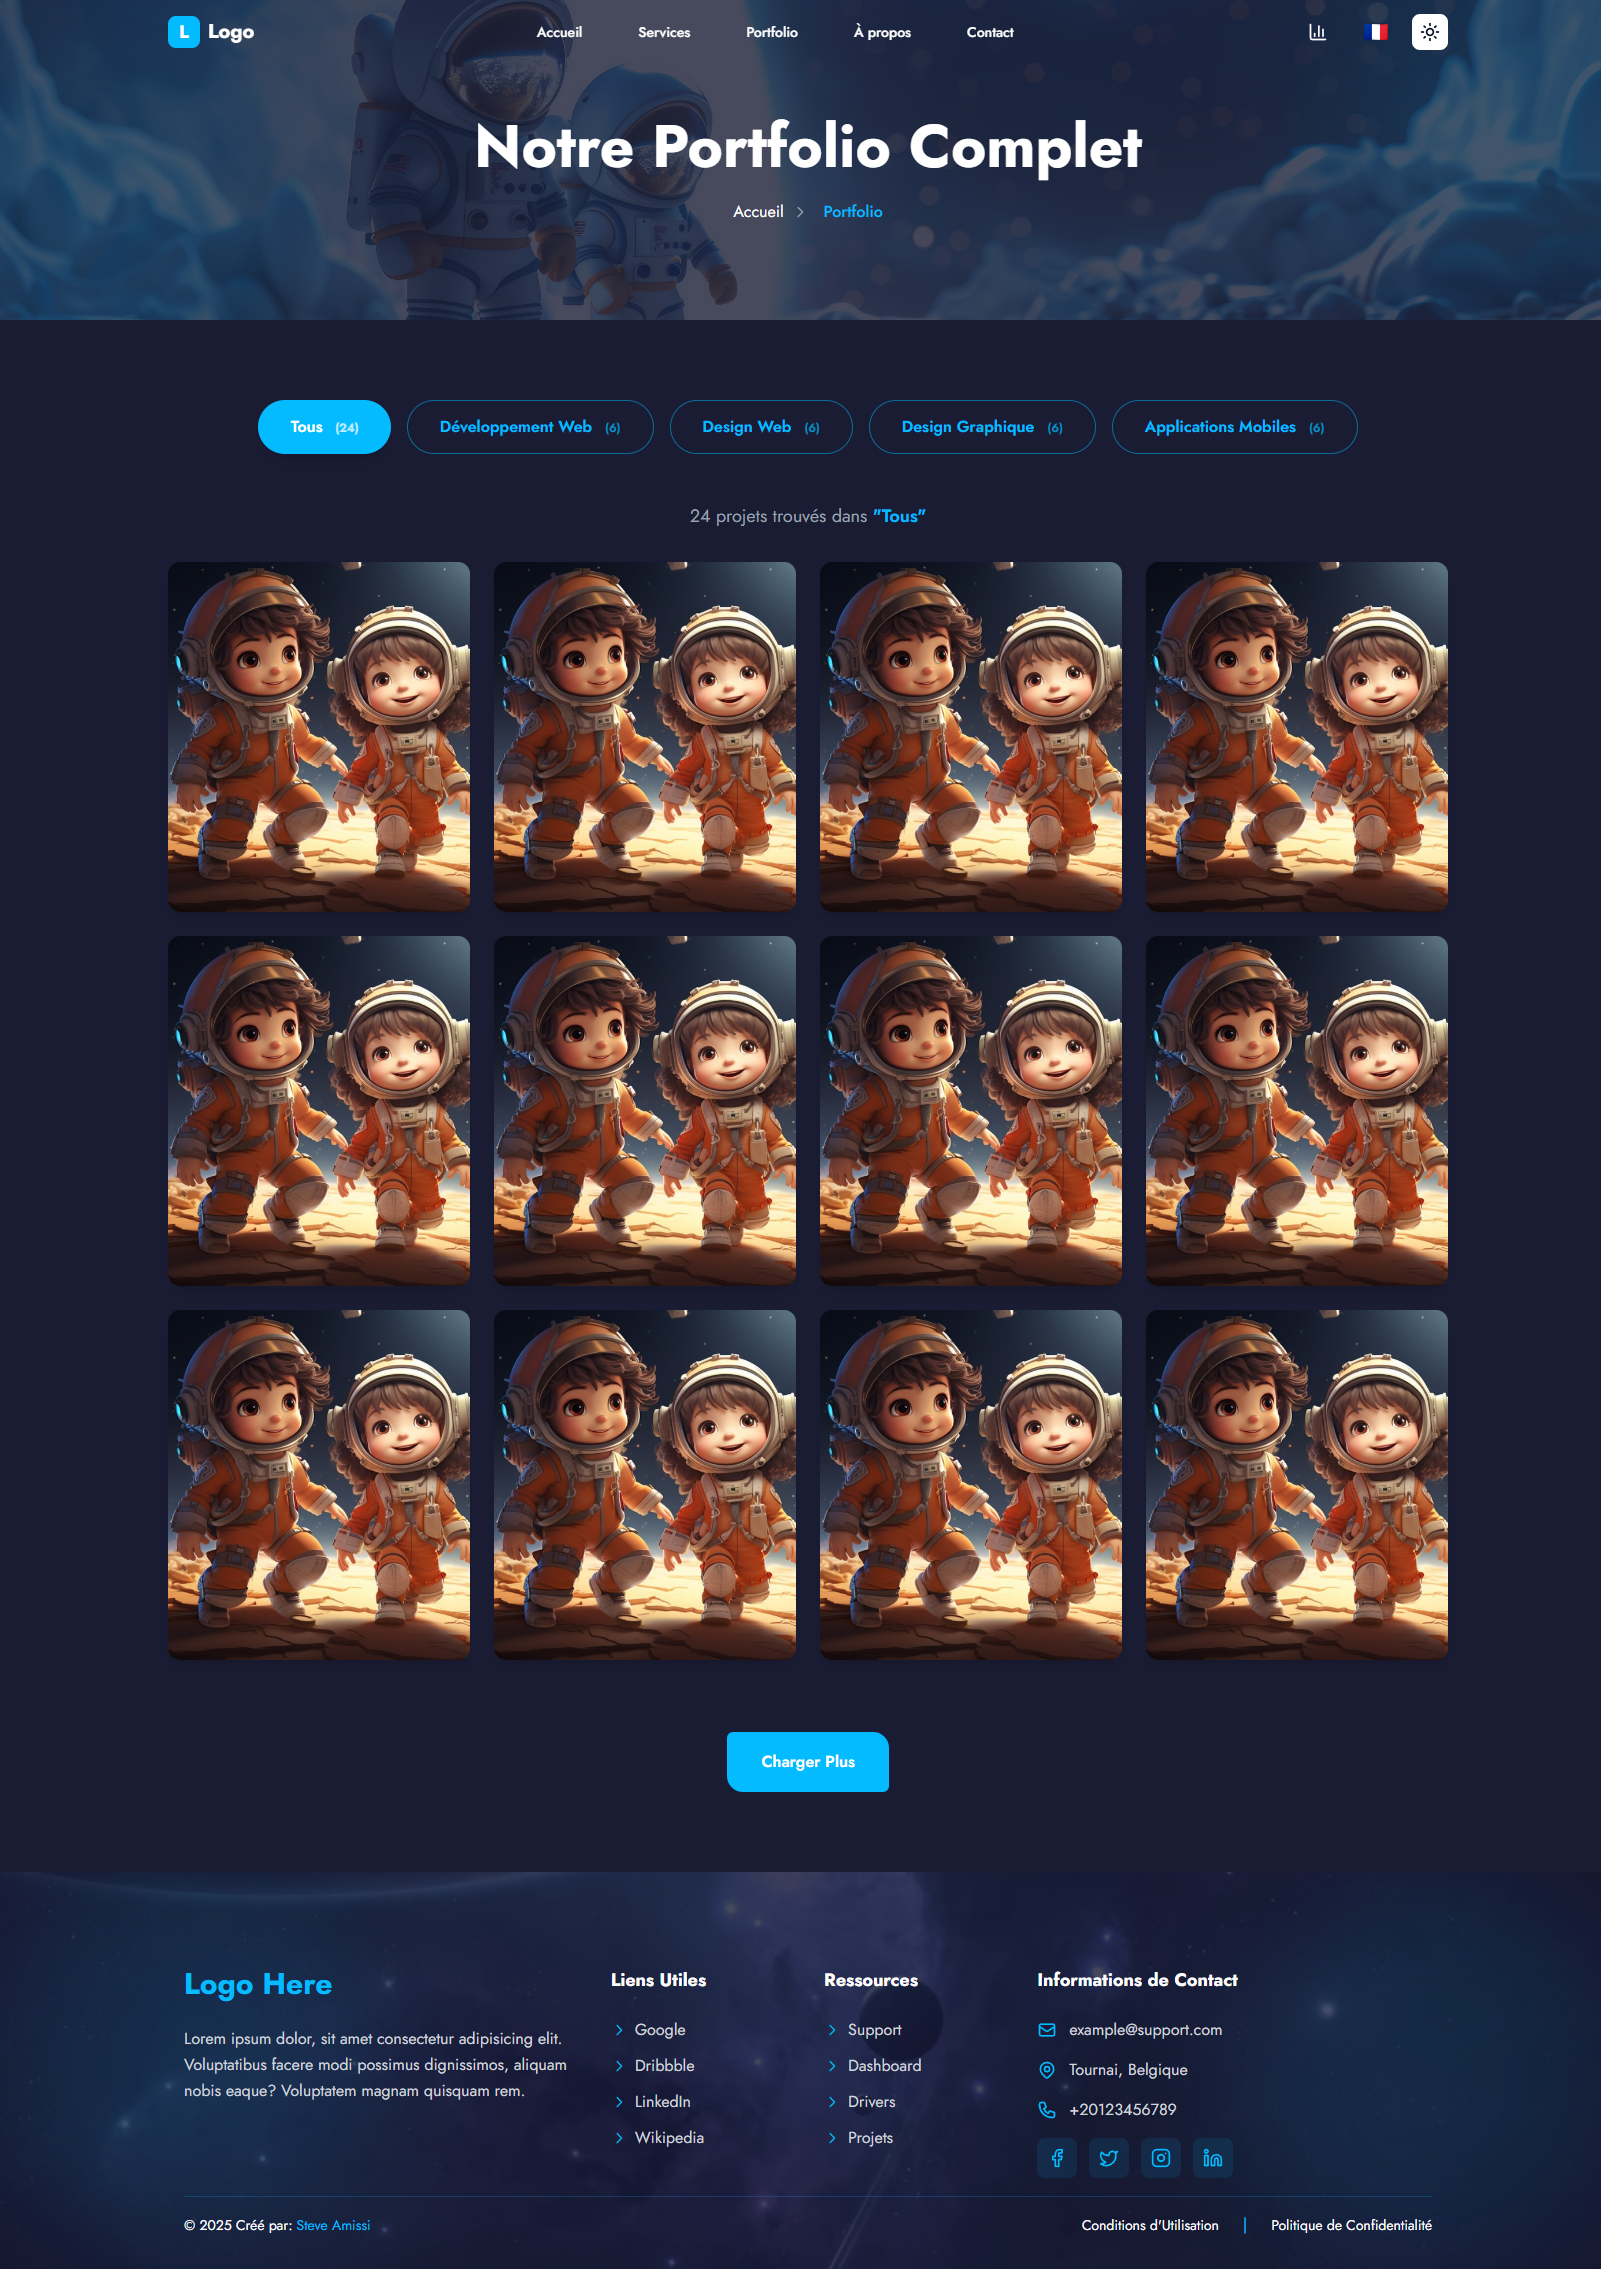 L Logo
Accueil Services Portfolio À propos Contact
Notre Portfolio Complet
Accueil Portfolio
Tous (24) Développement Web (6) Design Web (6) Design Graphique (6) Applications Mobiles (6)
24 projets trouvés dans "Tous"
Charger Plus
Logo Here
Lorem ipsum dolor, sit amet consectetur adipisicing elit.
Voluptatibus facere modi possimus dignissimos, aliquam
nobis eaque? Voluptatem magnam quisquam rem.
Liens Utiles
Google
Dribbble
LinkedIn
Wikipedia
Ressources
Support
Dashboard
Drivers
Projets
Informations de Contact
example@support.com
Tournai, Belgique
+20123456789
© 2025 Créé par: Steve Amissi
Conditions d'Utilisation Politique de Confidentialité